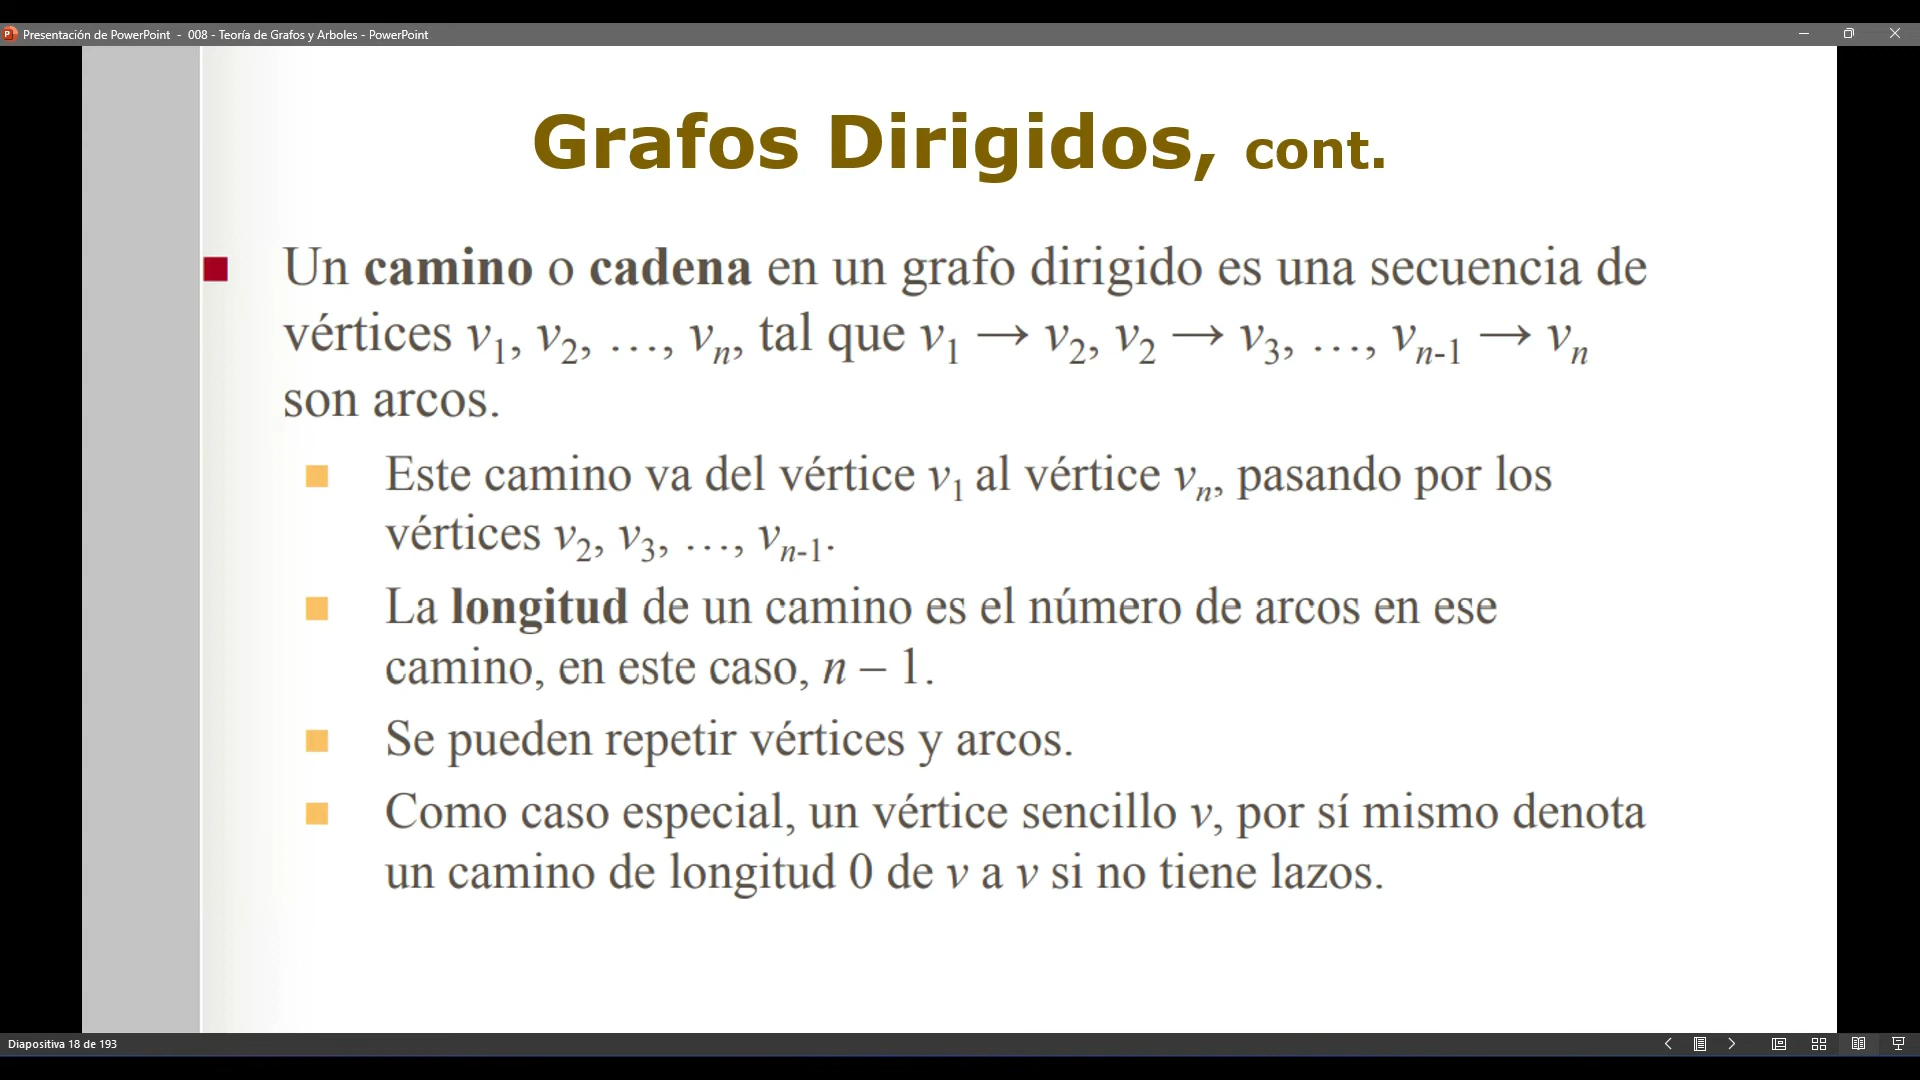 Presentación de PowerPoint - 008 - Teoría de Grafos y Arboles - PowerPoint
Grafos Dirigidos, cont.
Un camino o cadena en un grafo dirigido es una secuencia de
vértices v1, v2, …, vn, tal que v1 → v2, v2 → v3, …, vn-1 → vn
son arcos.
Este camino va del vértice v1 al vértice vn, pasando por los
vértices v2, v3, …, vn-1.
La longitud de un camino es el número de arcos en ese
camino, en este caso, n – 1.
Se pueden repetir vértices y arcos.
Como caso especial, un vértice sencillo v, por sí mismo denota
un camino de longitud 0 de v a v si no tiene lazos.
Diapositiva 18 de 193